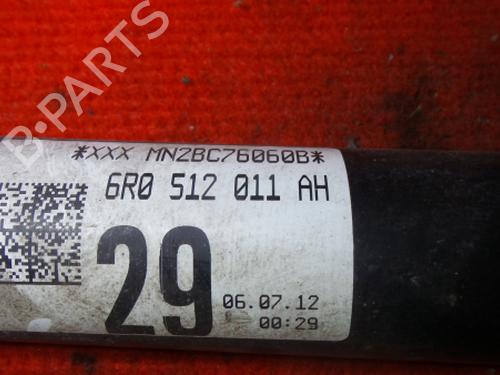 B-PARTS
*XXX MN2BC76060B*
6R0 512 011 AH
29
06.07.12
00:29